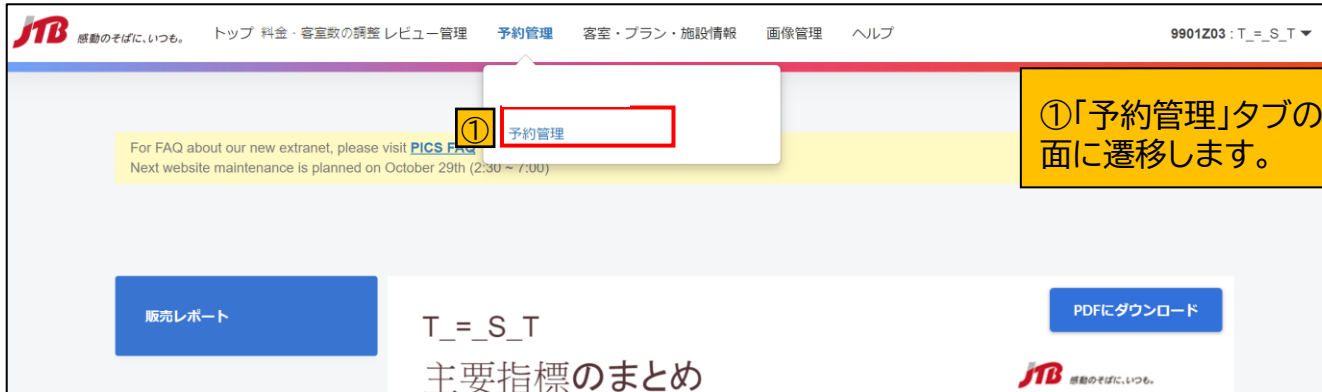 JTB 感動のそばに、いつも。 トップ 料金・客室数の調整 レビュー管理 予約管理 客室・プラン・施設情報 画像管理 ヘルプ 9901Z03 : T_=_S_T
① 予約管理
①「予約管理」タブの
面に遷移します。
For FAQ about our new extranet, please visit PICS FAQ
Next website maintenance is planned on October 29th (2:30 ~ 7:00)
販売レポート
PDFにダウンロード
T_=_S_T
主要指標のまとめ
JTB 感動のそばに、いつも。